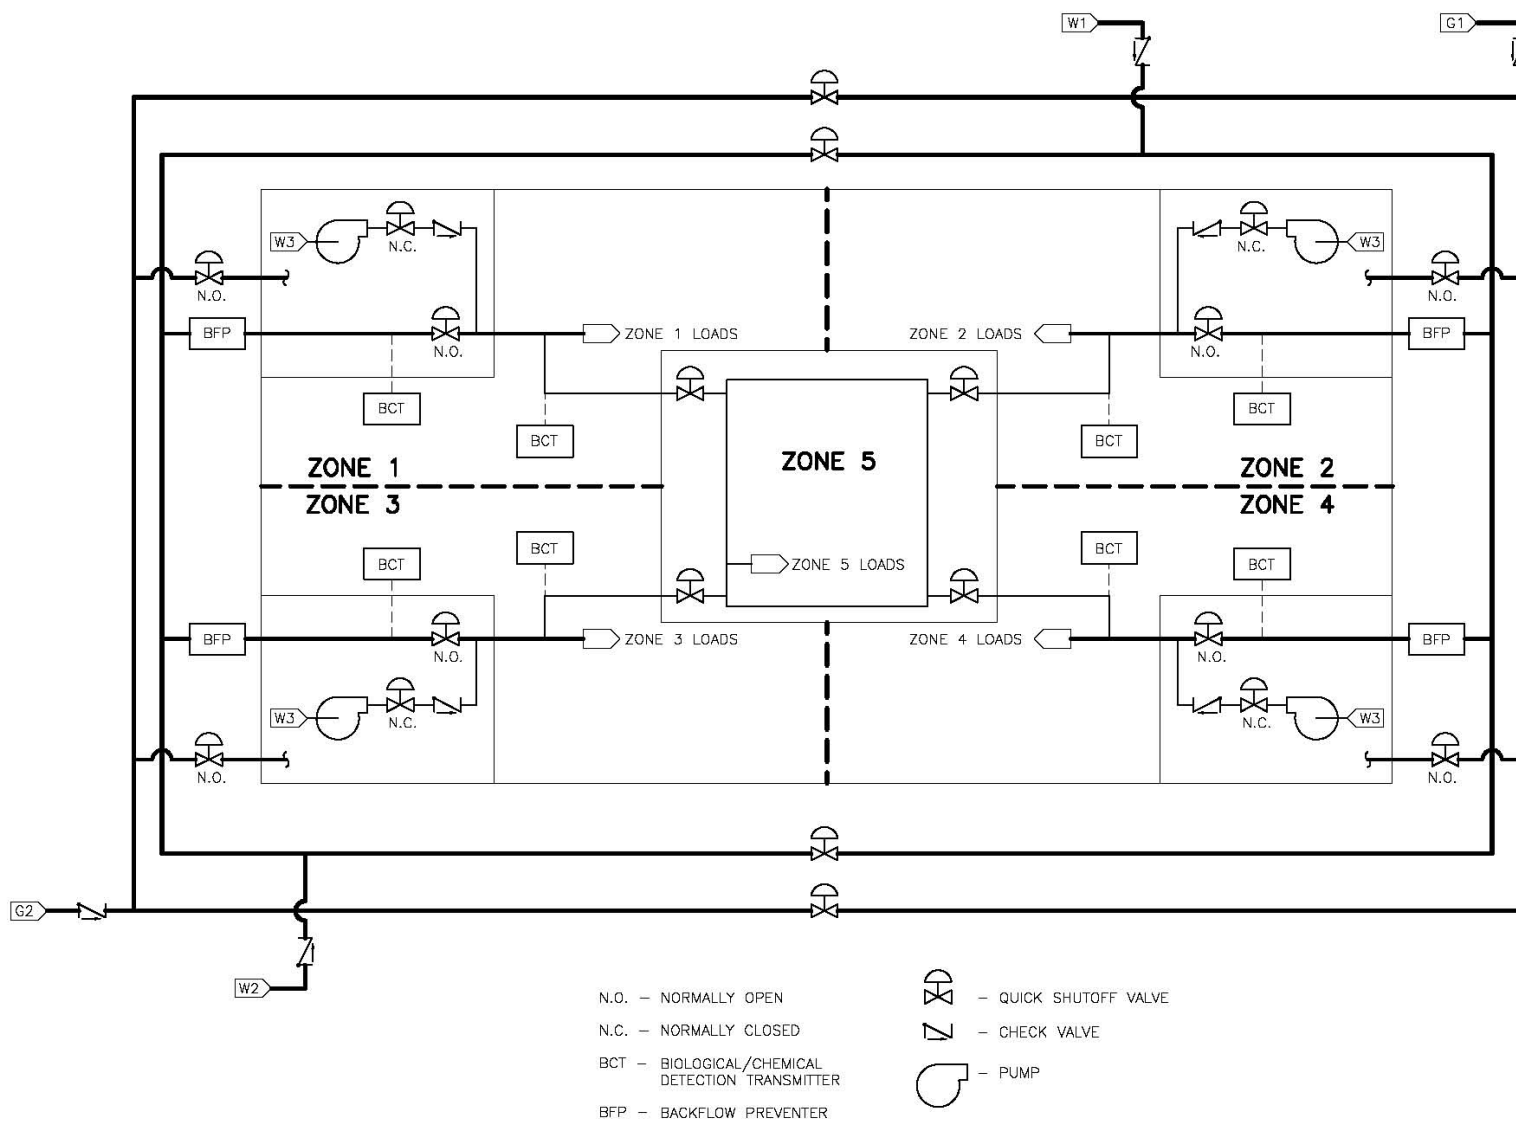 W1
G1
W3
N.C.
N.C.
W3
N.O.
N.O.
BFP
N.O.
ZONE 1 LOADS
ZONE 2 LOADS
N.O.
BFP
BCT
BCT
BCT
BCT
ZONE 1
ZONE 5
ZONE 2
ZONE 3
ZONE 4
BCT
BCT
BCT
BCT
ZONE 5 LOADS
BFP
N.O.
ZONE 3 LOADS
ZONE 4 LOADS
N.O.
BFP
W3
N.C.
N.C.
W3
N.O.
N.O.
G2
W2
N.O. – NORMALLY OPEN
– QUICK SHUTOFF VALVE
N.C. – NORMALLY CLOSED
– CHECK VALVE
BCT – BIOLOGICAL/CHEMICAL
DETECTION TRANSMITTER
– PUMP
BFP – BACKFLOW PREVENTER